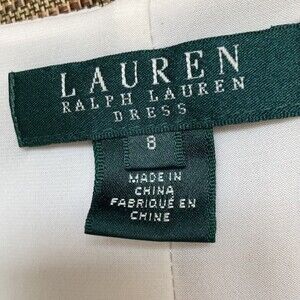 LAUREN
RALPH LAUREN
DRESS
8
MADE IN
CHINA
FABRIQUÉ EN
CHINE